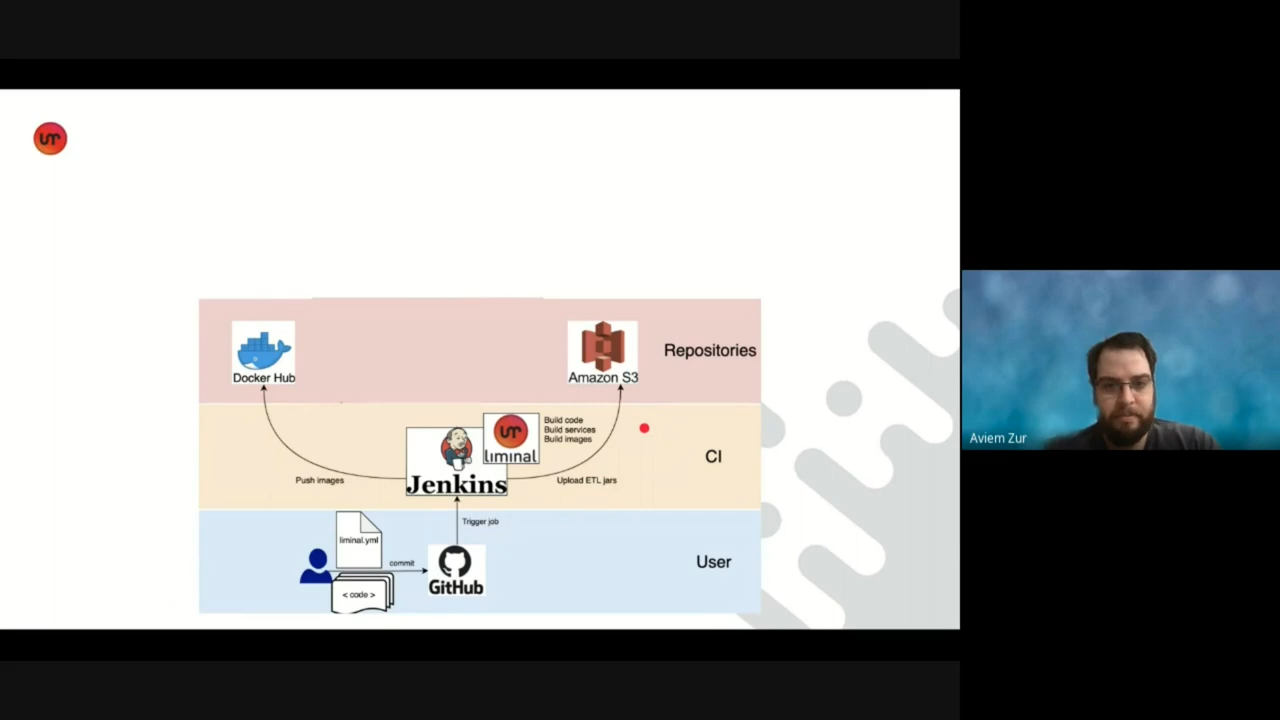 Docker Hub
Amazon S3
Repositories
Build code
Build services
Build images
liminal
Jenkins
CI
Push images
Upload ETL jars
Trigger job
liminal.yml
commit
GitHub
< code >
User
Aviem Zur